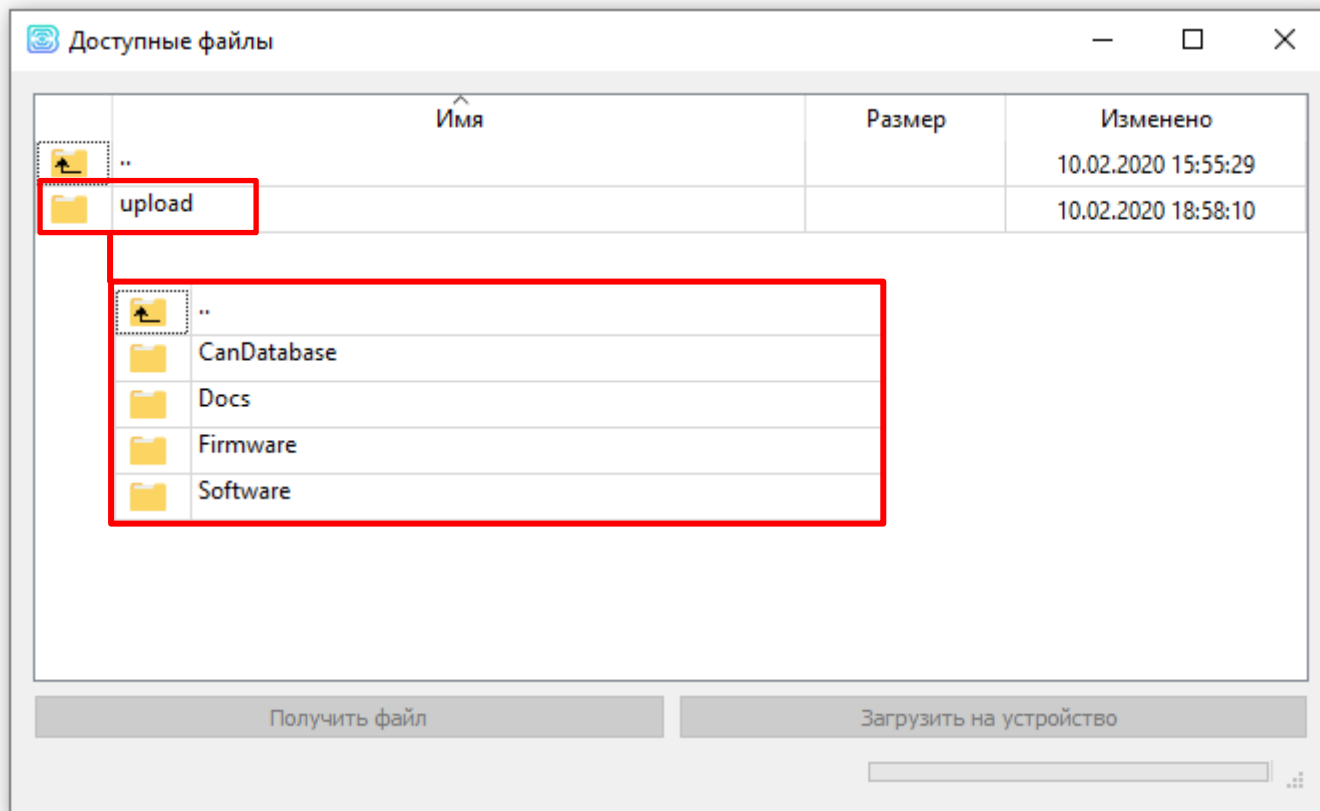 Доступные файлы
Имя Размер Изменено
.. 10.02.2020 15:55:29
upload 10.02.2020 18:58:10
..
CanDatabase
Docs
Firmware
Software
Получить файл Загрузить на устройство